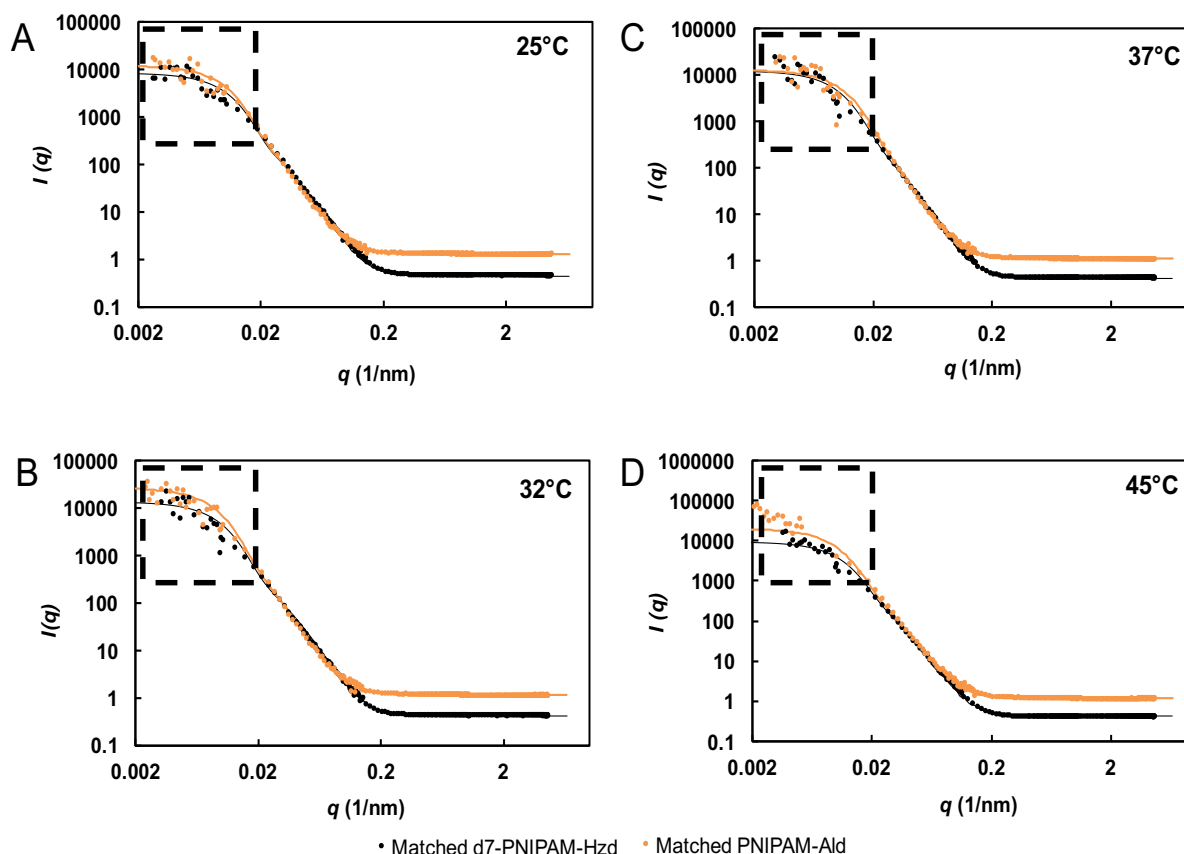 A
25°C
100000
10000
1000
100
10
1
0.1
I (q)
0.002 0.02 0.2 2
q (1/nm)
C
37°C
100000
10000
1000
100
10
1
0.1
I (q)
0.002 0.02 0.2 2
q (1/nm)
B
32°C
100000
10000
1000
100
10
1
0.1
I(q)
0.002 0.02 0.2 2
q (1/nm)
D
45°C
1000000
100000
10000
1000
100
10
1
0.1
I (q)
0.002 0.02 0.2 2
q (1/nm)
Matched d7-PNIPAM-Hzd Matched PNIPAM-Ald